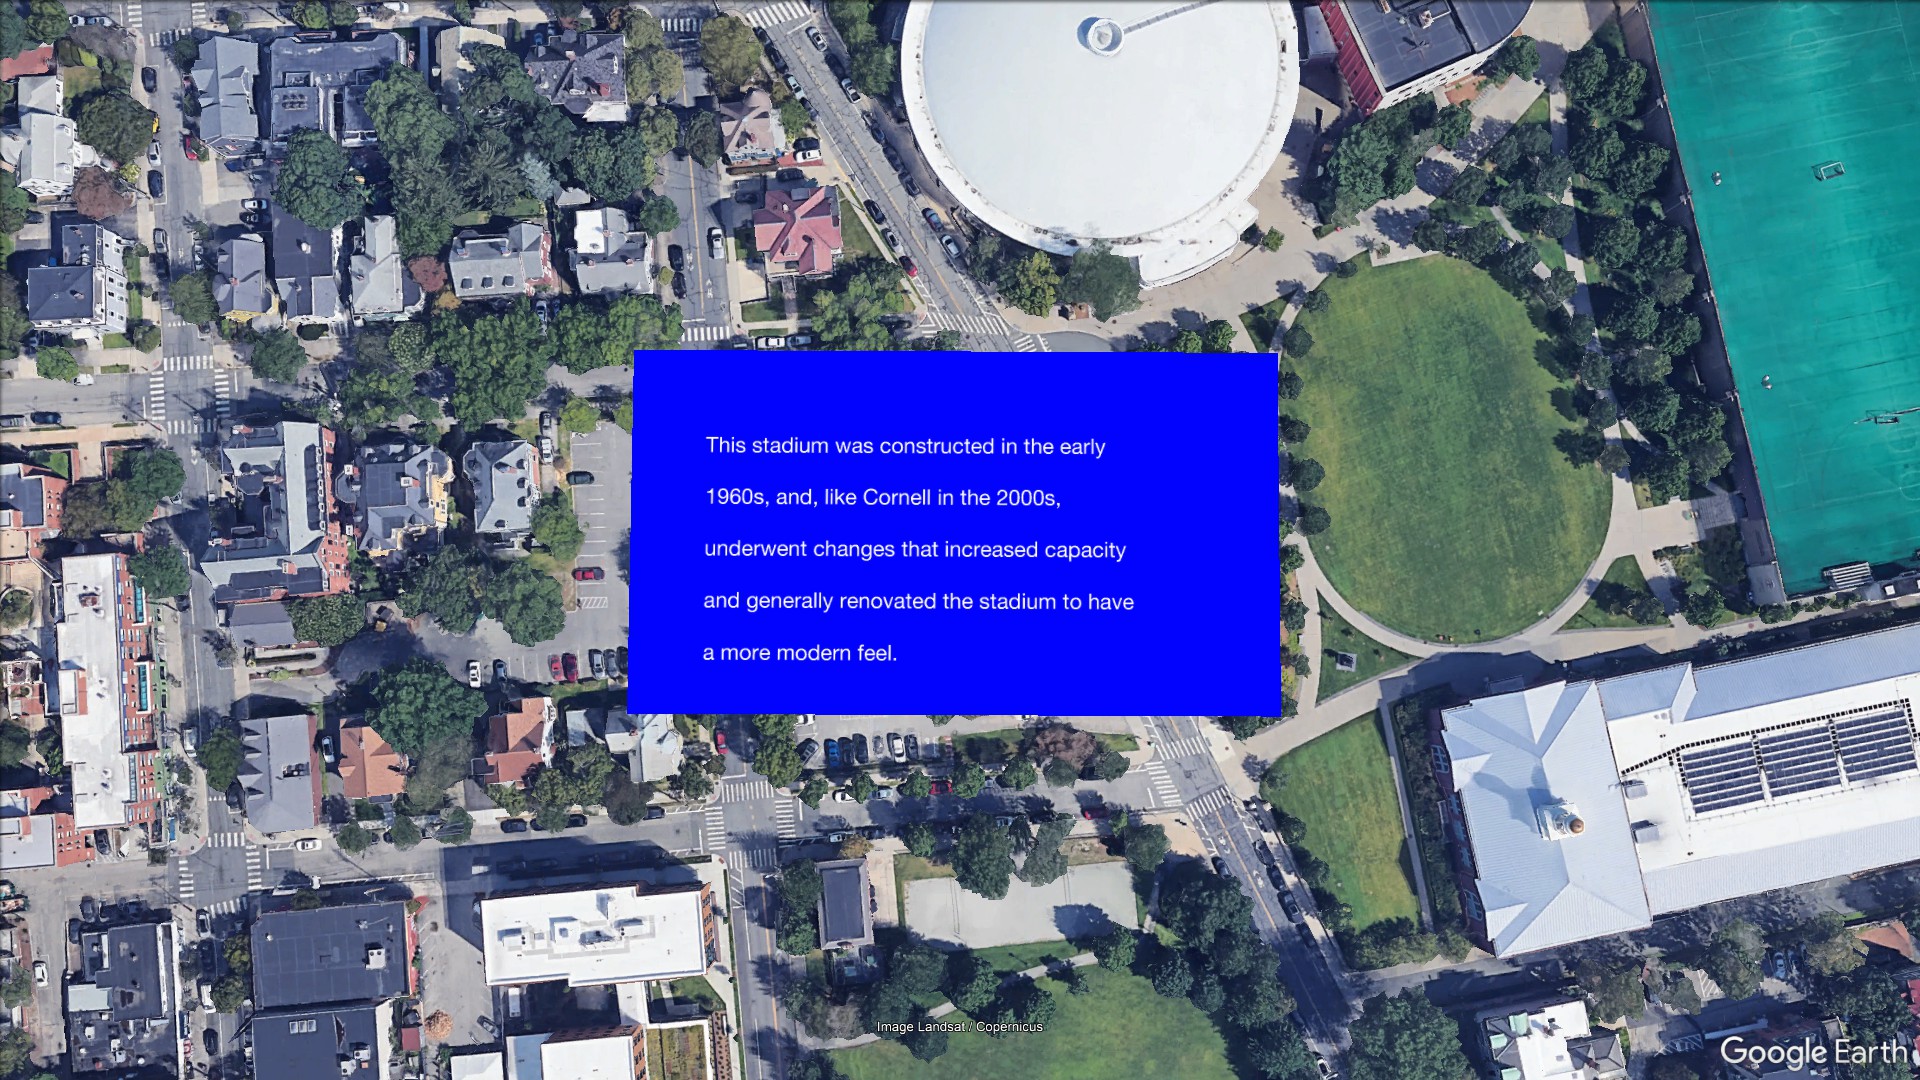 This stadium was constructed in the early
1960s, and, like Cornell in the 2000s,
underwent changes that increased capacity
and generally renovated the stadium to have
a more modern feel.
Image Landsat / Copernicus
Google Earth